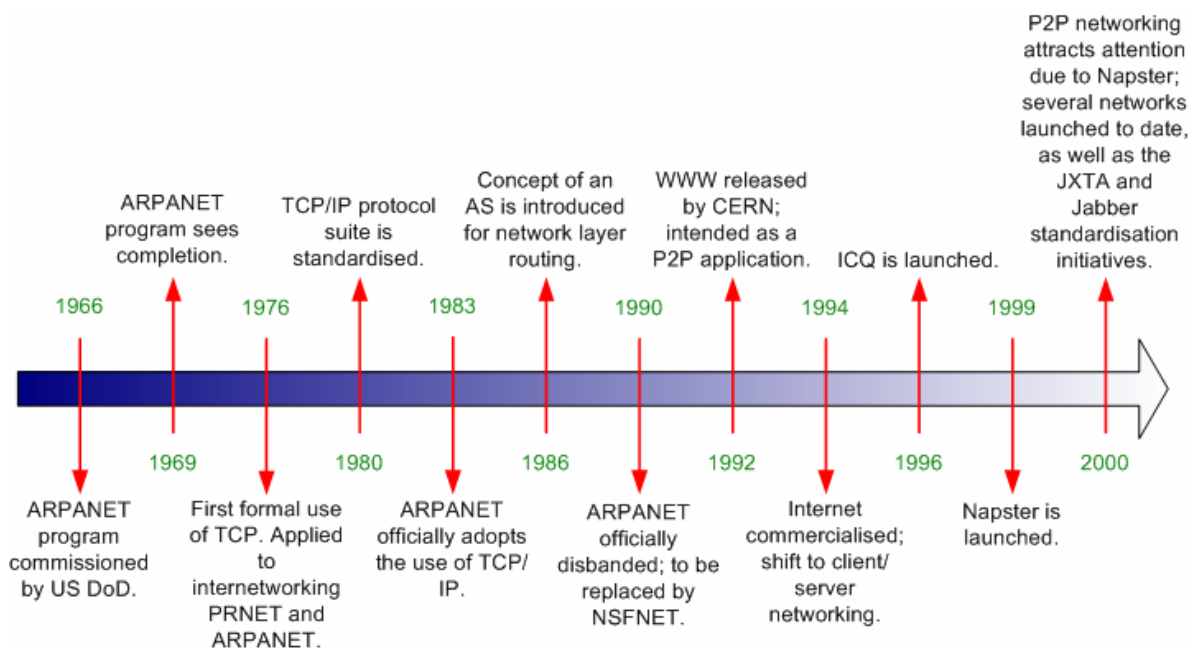 P2P networking
attracts attention
due to Napster;
several networks
launched to date,
as well as the
JXTA and
Jabber
standardisation
initiatives.
ARPANET
program sees
completion.
TCP/IP protocol
suite is
standardised.
Concept of an
AS is introduced
for network layer
routing.
WWW released
by CERN;
intended as a
P2P application.
ICQ is launched.
1966
1976
1983
1990
1994
1999
1969
1980
1986
1992
1996
2000
ARPANET
program
commissioned
by US DoD.
First formal use
of TCP. Applied
to
internetworking
PRNET and
ARPANET.
ARPANET
officially adopts
the use of TCP/
IP.
ARPANET
officially
disbanded; to be
replaced by
NSFNET.
Internet
commercialised;
shift to client/
server
networking.
Napster is
launched.